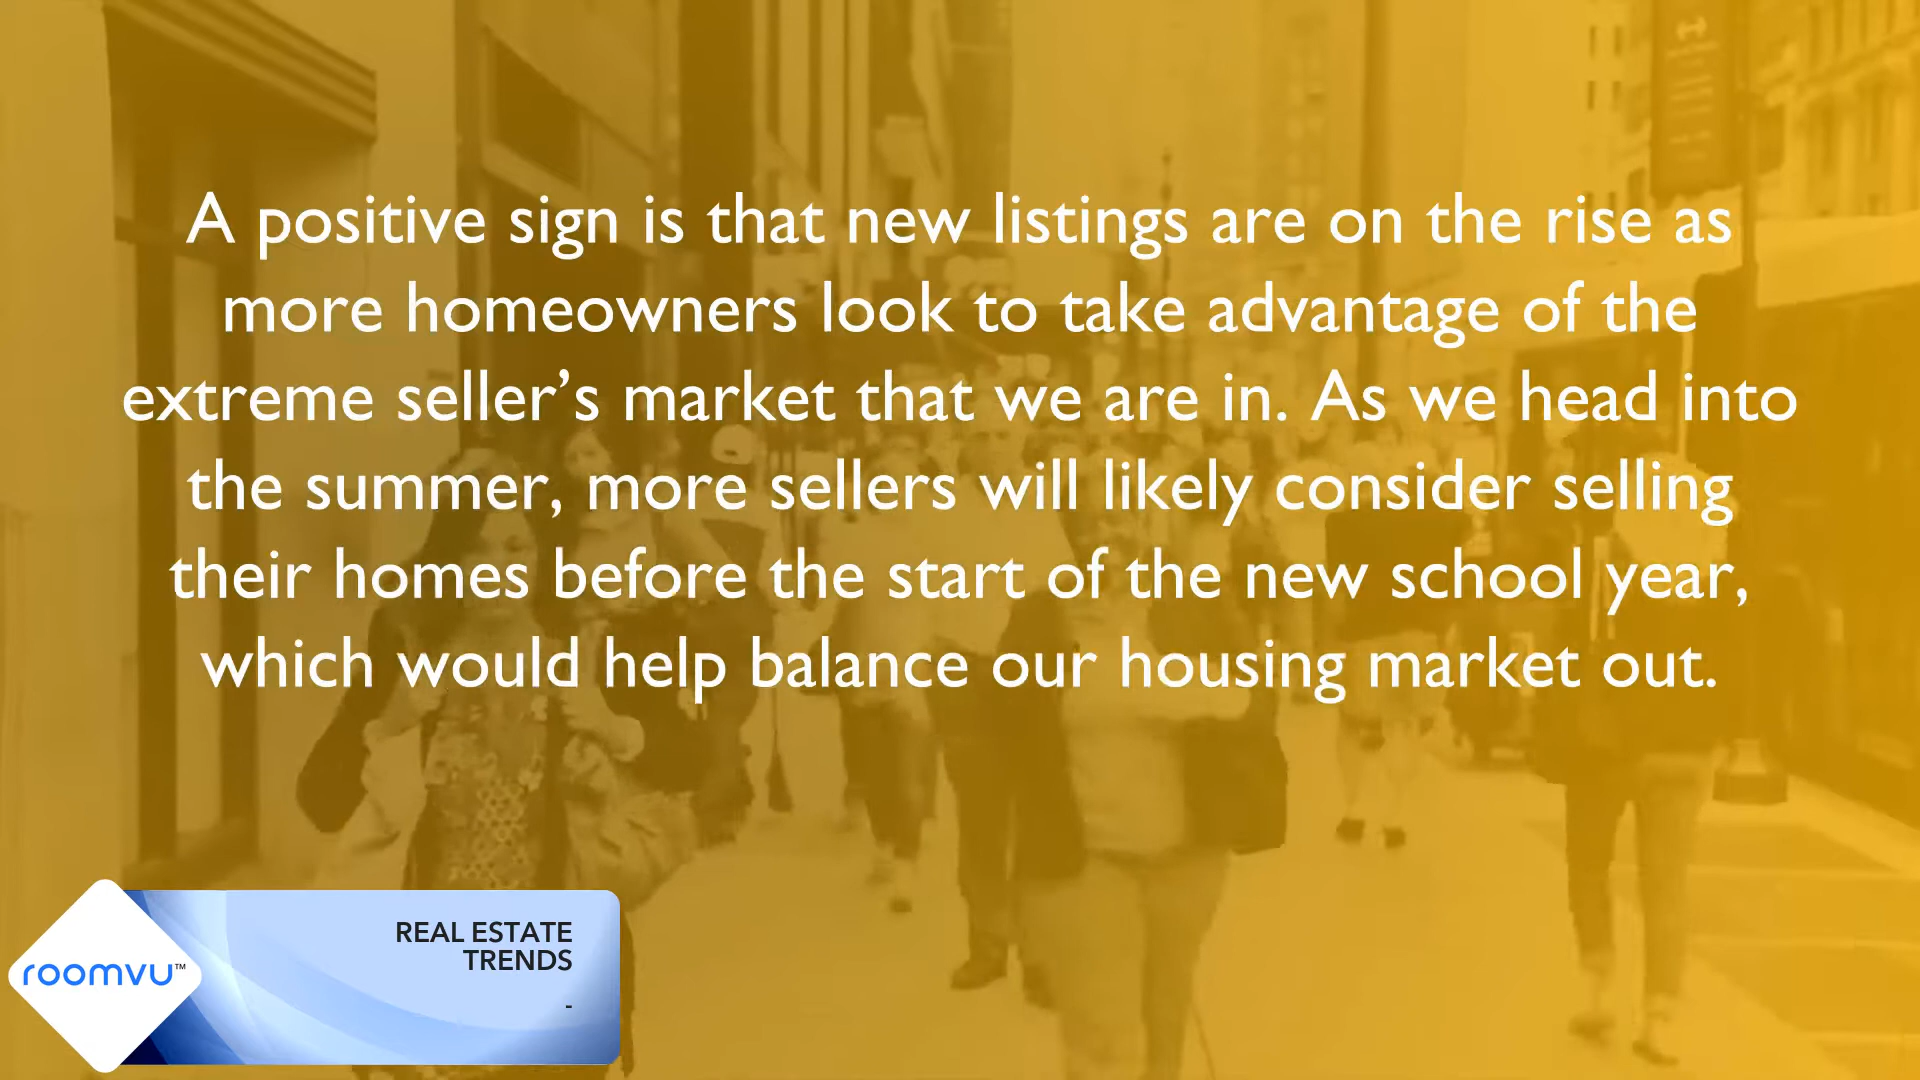 A positive sign is that new listings are on the rise as
more homeowners look to take advantage of the
extreme seller’s market that we are in. As we head into
the summer, more sellers will likely consider selling
their homes before the start of the new school year,
which would help balance our housing market out.
REAL ESTATE
TRENDS
-
roomvu™